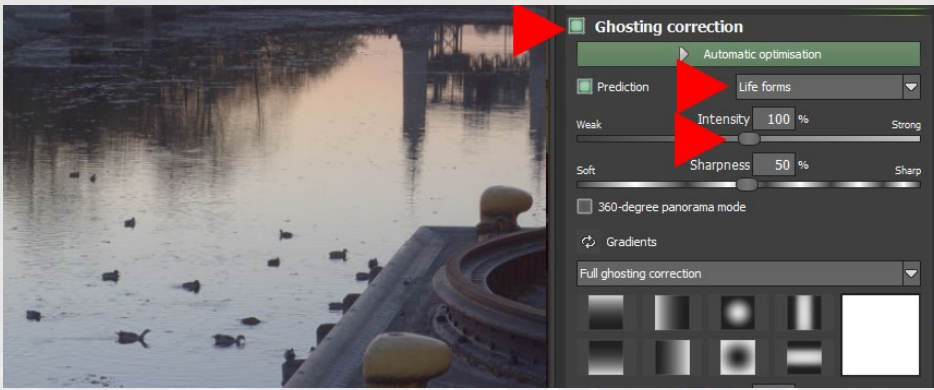 Ghosting correction
Automatic optimisation
Prediction Life forms
Weak Intensity 100 % Strong
Soft Sharpness 50 % Sharp
360-degree panorama mode
Gradients
Full ghosting correction